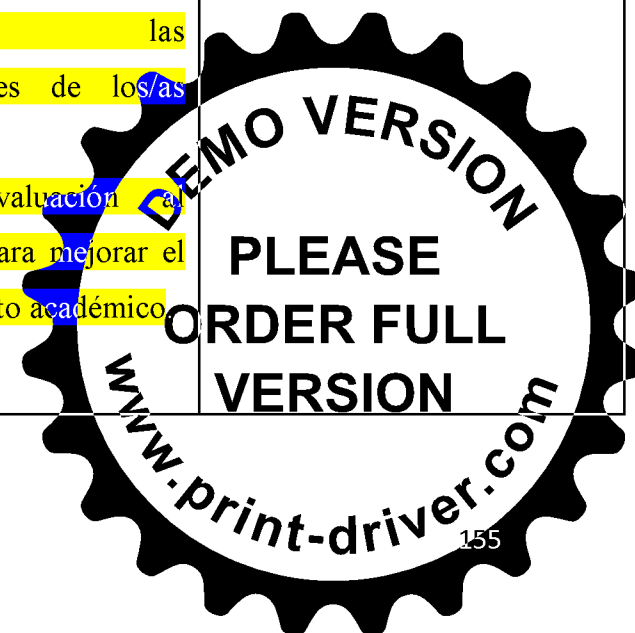 las
es de los/as
valuación al
ara mejorar el
to académico.
DEMO VERSION
PLEASE
ORDER FULL
VERSION
www.print-driver.com
155